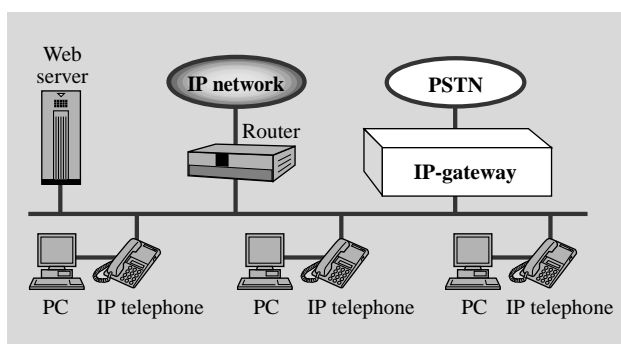 Web
server
IP network
PSTN
Router
IP-gateway
PC IP telephone
PC IP telephone
PC IP telephone